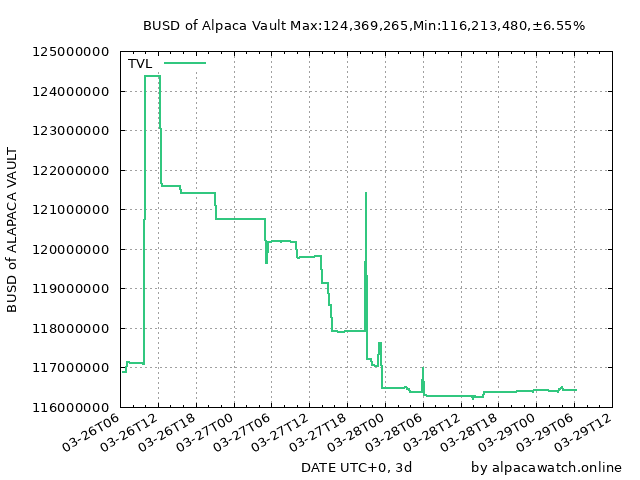 BUSD of Alpaca Vault Max:124,369,265,Min:116,213,480,±6.55%
TVL
125000000
124000000
123000000
122000000
121000000
120000000
119000000
118000000
117000000
116000000
BUSD of ALAPACA VAULT
03-26T06
03-26T12
03-26T18
03-27T00
03-27T06
03-27T12
03-27T18
03-28T00
03-28T06
03-28T12
03-28T18
03-29T00
03-29T06
03-29T12
DATE UTC+0, 3d
by alpacawatch.online